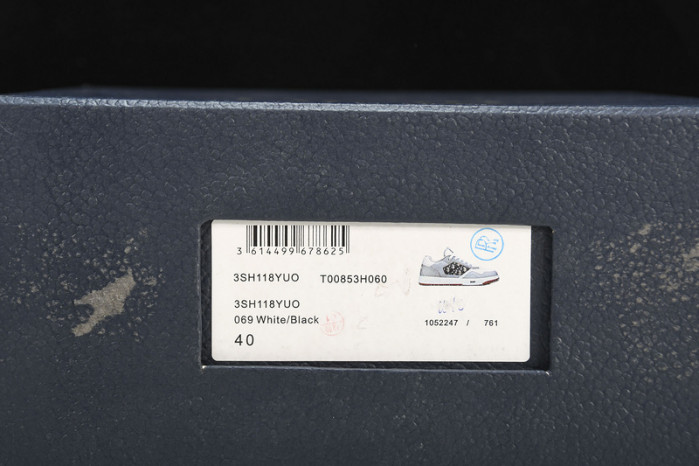 3 614499 678625
3SH118YUO T00853H060
3SH118YUO
069 White/Black
1052247 / 761
40